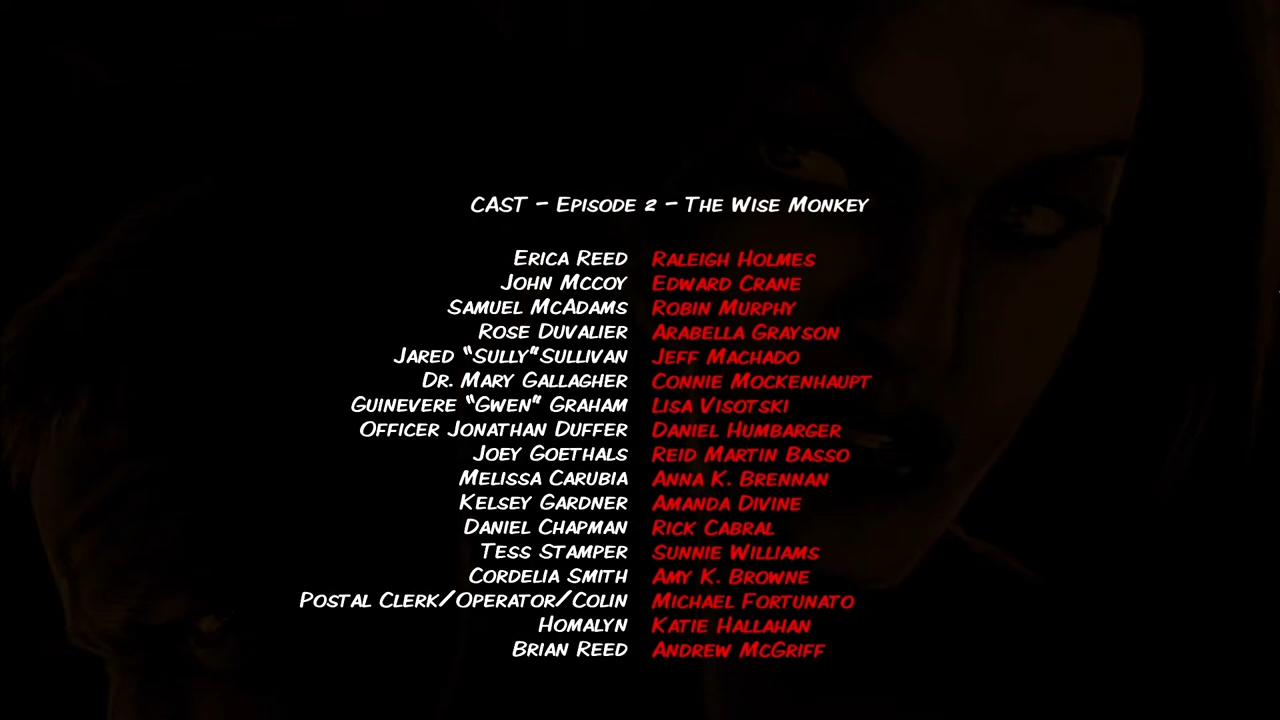 CAST - Episode 2 - The Wise Monkey
Erica Reed Raleigh Holmes
John Mccoy Edward Crane
Samuel McAdams Robin Murphy
Rose Duvalier Arabella Grayson
Jared "Sully"Sullivan Jeff Machado
Dr. Mary Gallagher Connie Mockenhaupt
Guinevere "Gwen" Graham Lisa Visotski
Officer Jonathan Duffer Daniel Humbarger
Joey Goethals Reid Martin Basso
Melissa Carubia Anna K. Brennan
Kelsey Gardner Amanda Divine
Daniel Chapman Rick Cabral
Tess Stamper Sunnie Williams
Cordelia Smith Amy K. Browne
Postal Clerk/Operator/Colin Michael Fortunato
Homalyn Katie Hallahan
Brian Reed Andrew McGriff